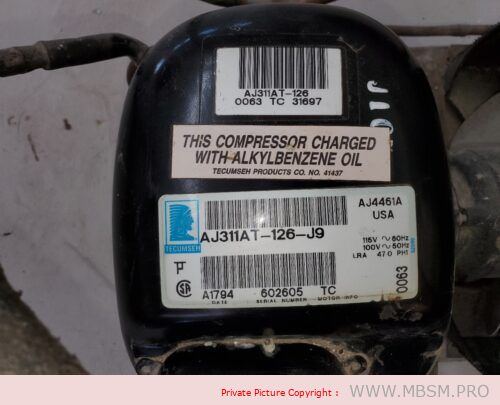 AJ311AT-126
0063 TC 31697
THIS COMPRESSOR CHARGED
WITH ALKYLBENZENE OIL
TECUMSEH PRODUCTS CO. NO. 41437
TECUMSEH
AJ311AT-126-J9
AJ4461A
USA
115V ~ 60HZ
100V ~ 50HZ
LRA 47.0 PH1
0063
A1794 602605 TC
DATE SERIAL NUMBER MOTOR INFO
Private Picture Copyright : WWW.MBSM.PRO